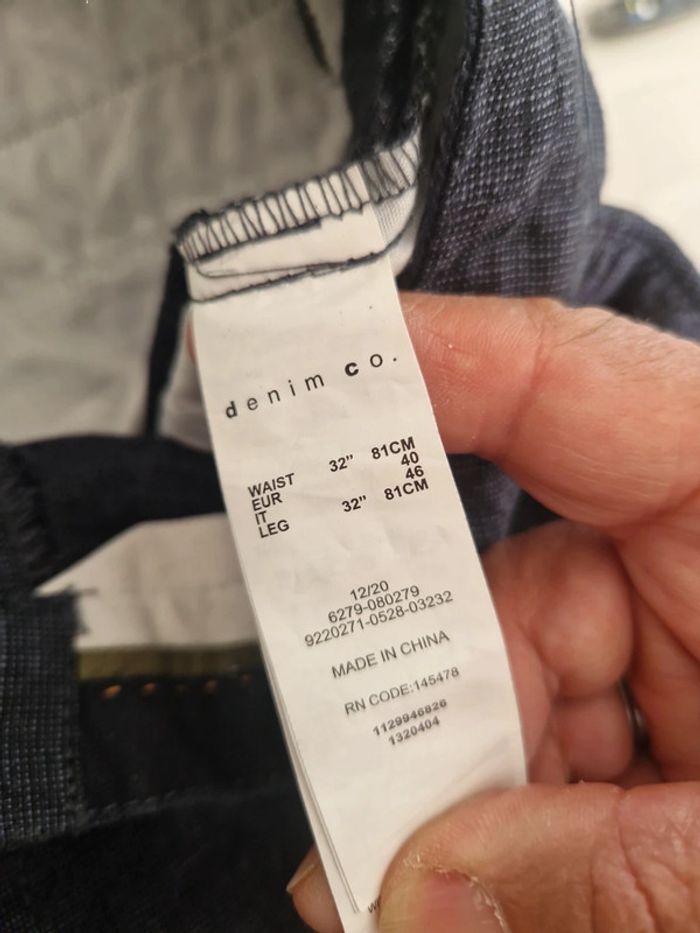 denim co.
WAIST 32" 81CM
EUR 40
IT 46
LEG 32" 81CM
12/20
6279-080279
9220271-0528-03232
MADE IN CHINA
RN CODE:145478
1129946826
1320404